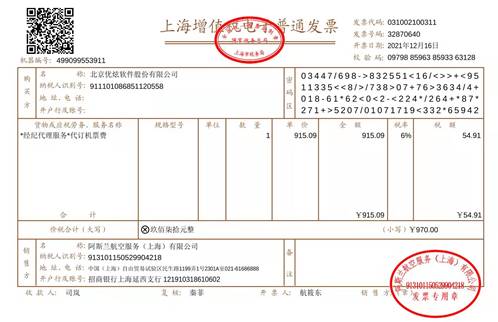 上海增值税电子普通发票
发票代码: 031002100311
发票号码: 32870640
开票日期: 2021年12月16日
校验码: 09798 85963 85933 63128
机器编号: 499099553911
购买方
名 称: 北京优炫软件股份有限公司
纳税人识别号: 911101086851120558
地 址、电 话:
开户行及账号:
密码区
03447/698->832551<16/<>>+<95
11335<<8/>/738>07+76>3634/4+
018-61*62<0<2-<224*/264+*87*
271+>5207/01071719<332*65942
货物或应税劳务、服务名称 规格型号 单位 数 量 单 价 金 额 税率 税 额
*经纪代理服务*代订机票费 1 915.09 915.09 6% 54.91
合 计 ¥915.09 ¥54.91
价税合计(大写) ⊗玖佰柒拾元整 (小写) ¥970.00
销售方
名 称: 阿斯兰航空服务(上海)有限公司
纳税人识别号: 913101150529904218
地 址、电 话: 中国(上海)自由贸易试验区民生路1199弄1号2301A室021-61686888
开户行及账号: 招商银行上海延西支行 121910318610602
备注
收 款 人: 司岚 复 核: 秦菲 开 票 人: 航筱东
阿斯兰航空服务(上海)有限公司
913101150529904218
发票专用章